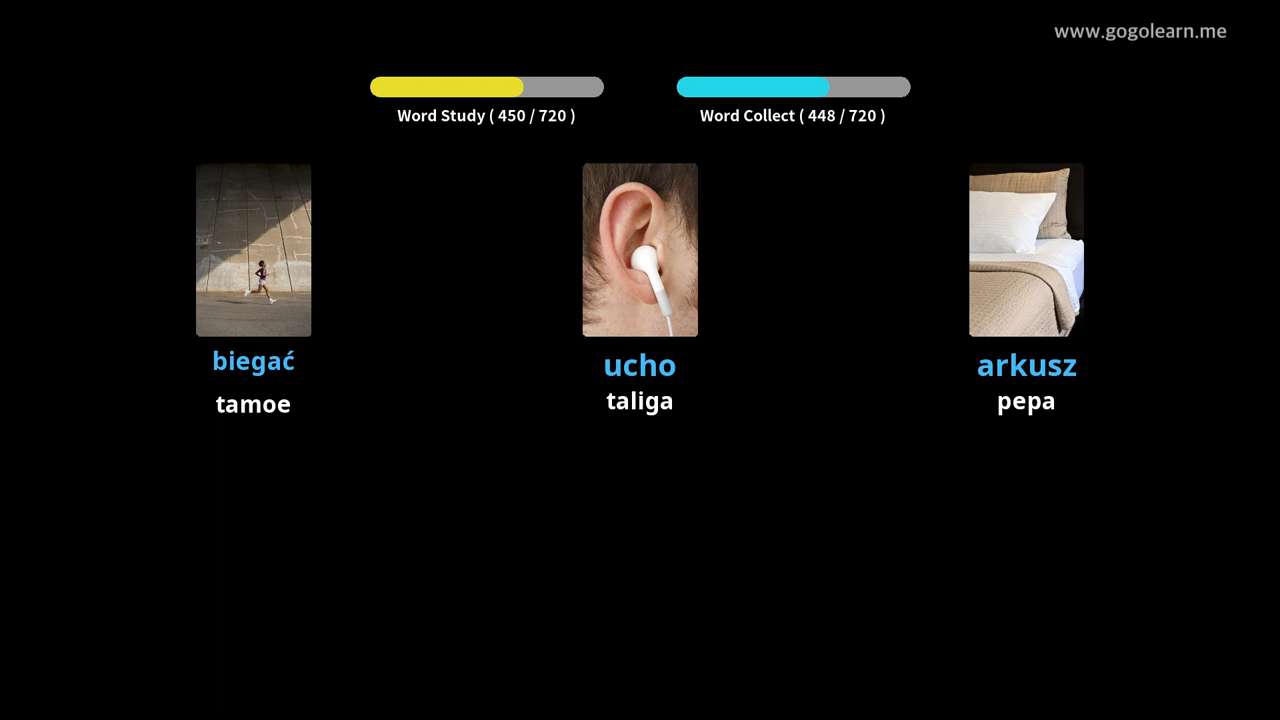 www.gogolearn.me
Word Study ( 450 / 720 )
Word Collect ( 448 / 720 )
biegać
ucho
arkusz
tamoe
taliga
pepa